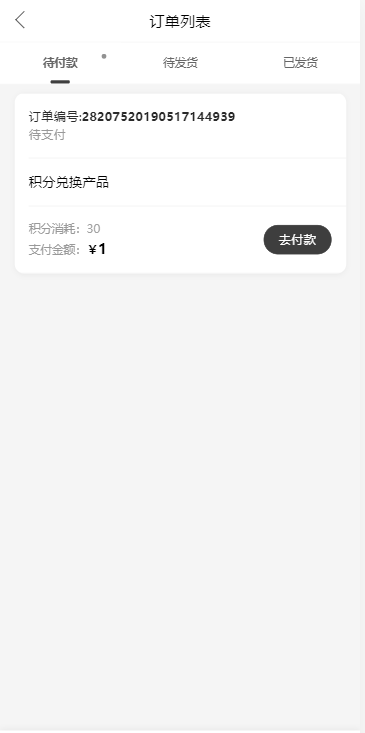 订单列表
待付款 待发货 已发货
订单编号:28207520190517144939
待支付
积分兑换产品
积分消耗：30
支付金额：￥1
去付款